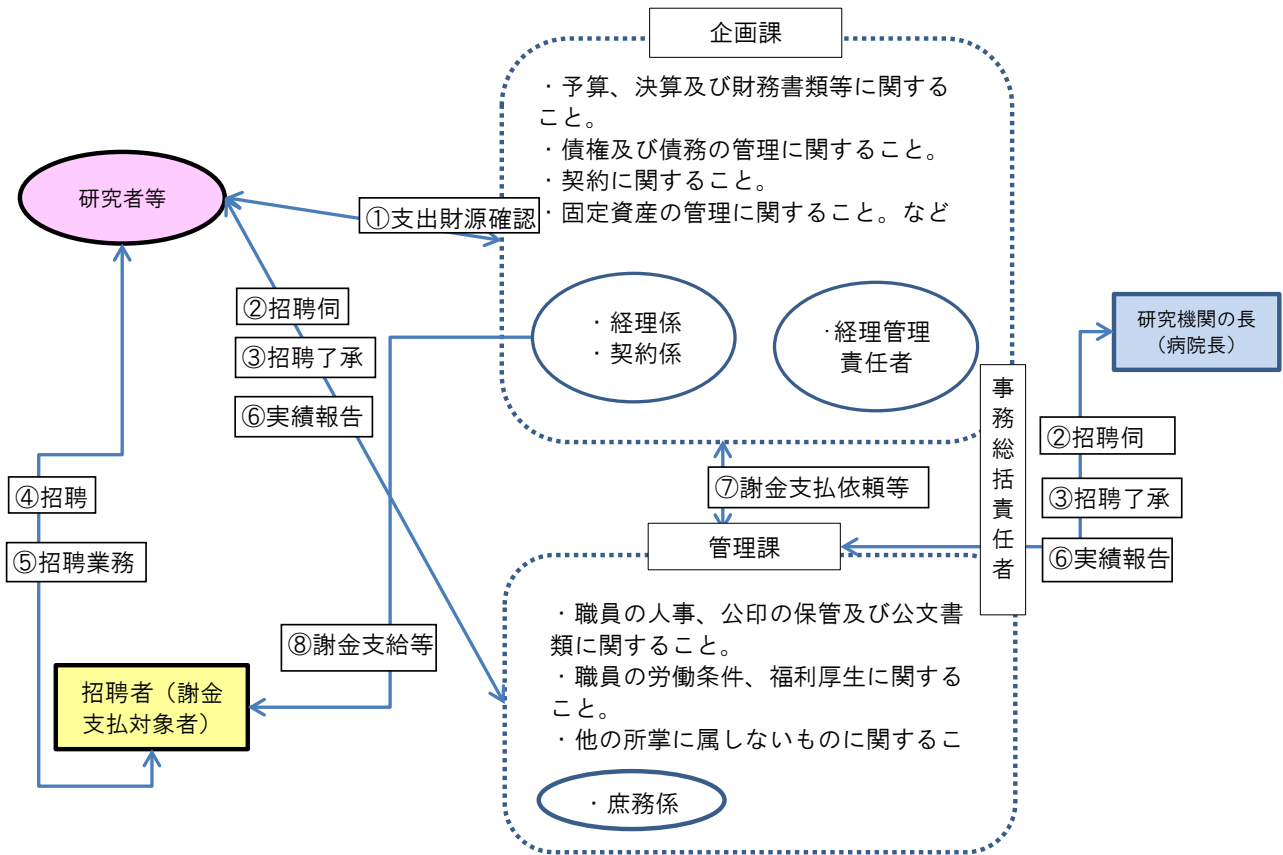 企画課
・予算、決算及び財務書類等に関する
こと。
・債権及び債務の管理に関すること。
・契約に関すること。
・固定資産の管理に関すること。など
研究者等
①支出財源確認
②招聘伺
③招聘了承
⑥実績報告
・経理係
・契約係
・経理管理
責任者
研究機関の長
（病院長）
事務総括責任者
②招聘伺
③招聘了承
⑥実績報告
④招聘
⑤招聘業務
⑦謝金支払依頼等
管理課
・職員の人事、公印の保管及び公文書
類に関すること。
・職員の労働条件、福利厚生に関する
こと。
・他の所掌に属しないものに関するこ
・庶務係
⑧謝金支給等
招聘者（謝金
支払対象者）